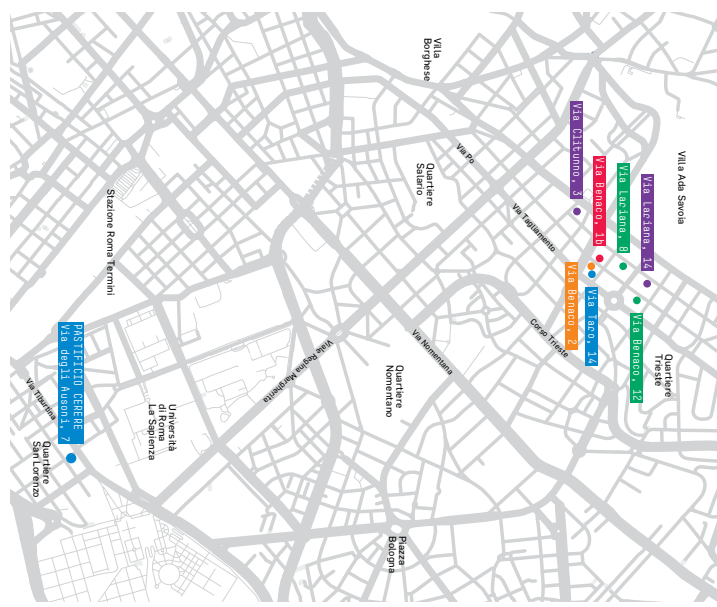 Villa Ada Savoia
Quartiere
Trieste
Via Lariana, 14
Via Benaco, 12
Via Lariana, 8
Via Benaco, 1b
Via Taro, 14
Via Clitunno, 3
Via Benaco, 2
Corso Trieste
Via Tagliamento
Via Po
Villa
Borghese
Via Nomentana
Quartiere
Salario
Piazza
Bologna
Quartiere
Nomentano
Viale Regina Margherita
Università
di Roma
La Sapienza
Stazione Roma Termini
PASTIFICIO CERERE
Via degli Ausoni, 7
Quartiere
San Lorenzo
Via Tiburtina